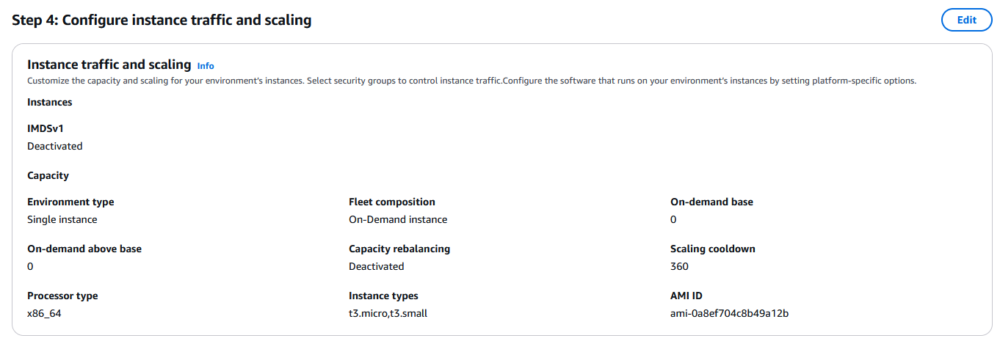 Step 4: Configure instance traffic and scaling
Edit
Instance traffic and scaling Info
Customize the capacity and scaling for your environment's instances. Select security groups to control instance traffic.Configure the software that runs on your environment's instances by setting platform-specific options.
Instances
IMDSv1
Deactivated
Capacity
Environment type
Single instance
Fleet composition
On-Demand instance
On-demand base
0
On-demand above base
0
Capacity rebalancing
Deactivated
Scaling cooldown
360
Processor type
x86_64
Instance types
t3.micro,t3.small
AMI ID
ami-0a8ef704c8b49a12b